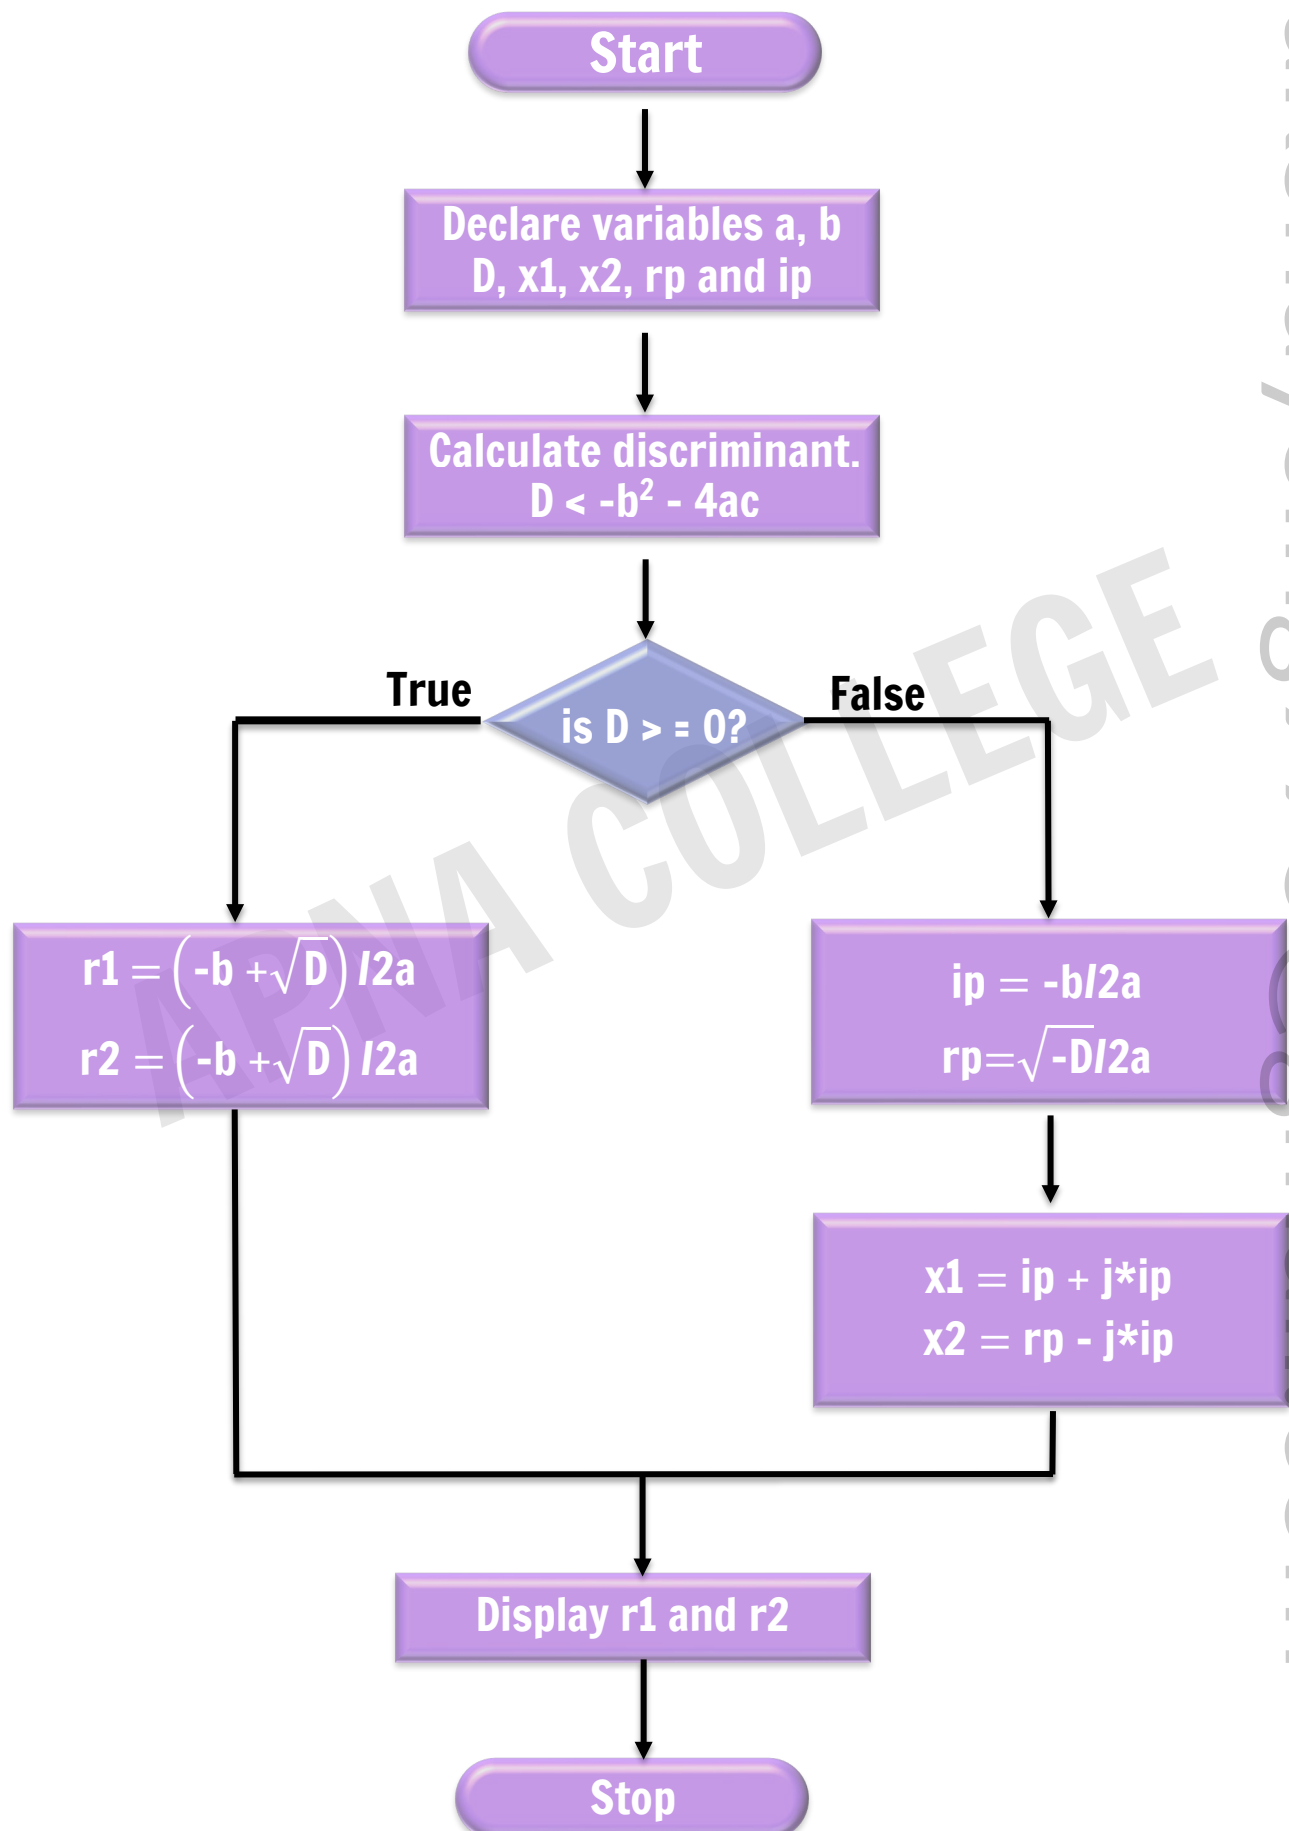 Start
Declare variables a, b
D, x1, x2, rp and ip
Calculate discriminant.
D < -b² - 4ac
True
False
is D > = 0?
r1 = (-b +√D) /2a
r2 = (-b +√D) /2a
ip = -b/2a
rp=√-D/2a
x1 = ip + j*ip
x2 = rp - j*ip
Display r1 and r2
Stop
APNA COLLEGE